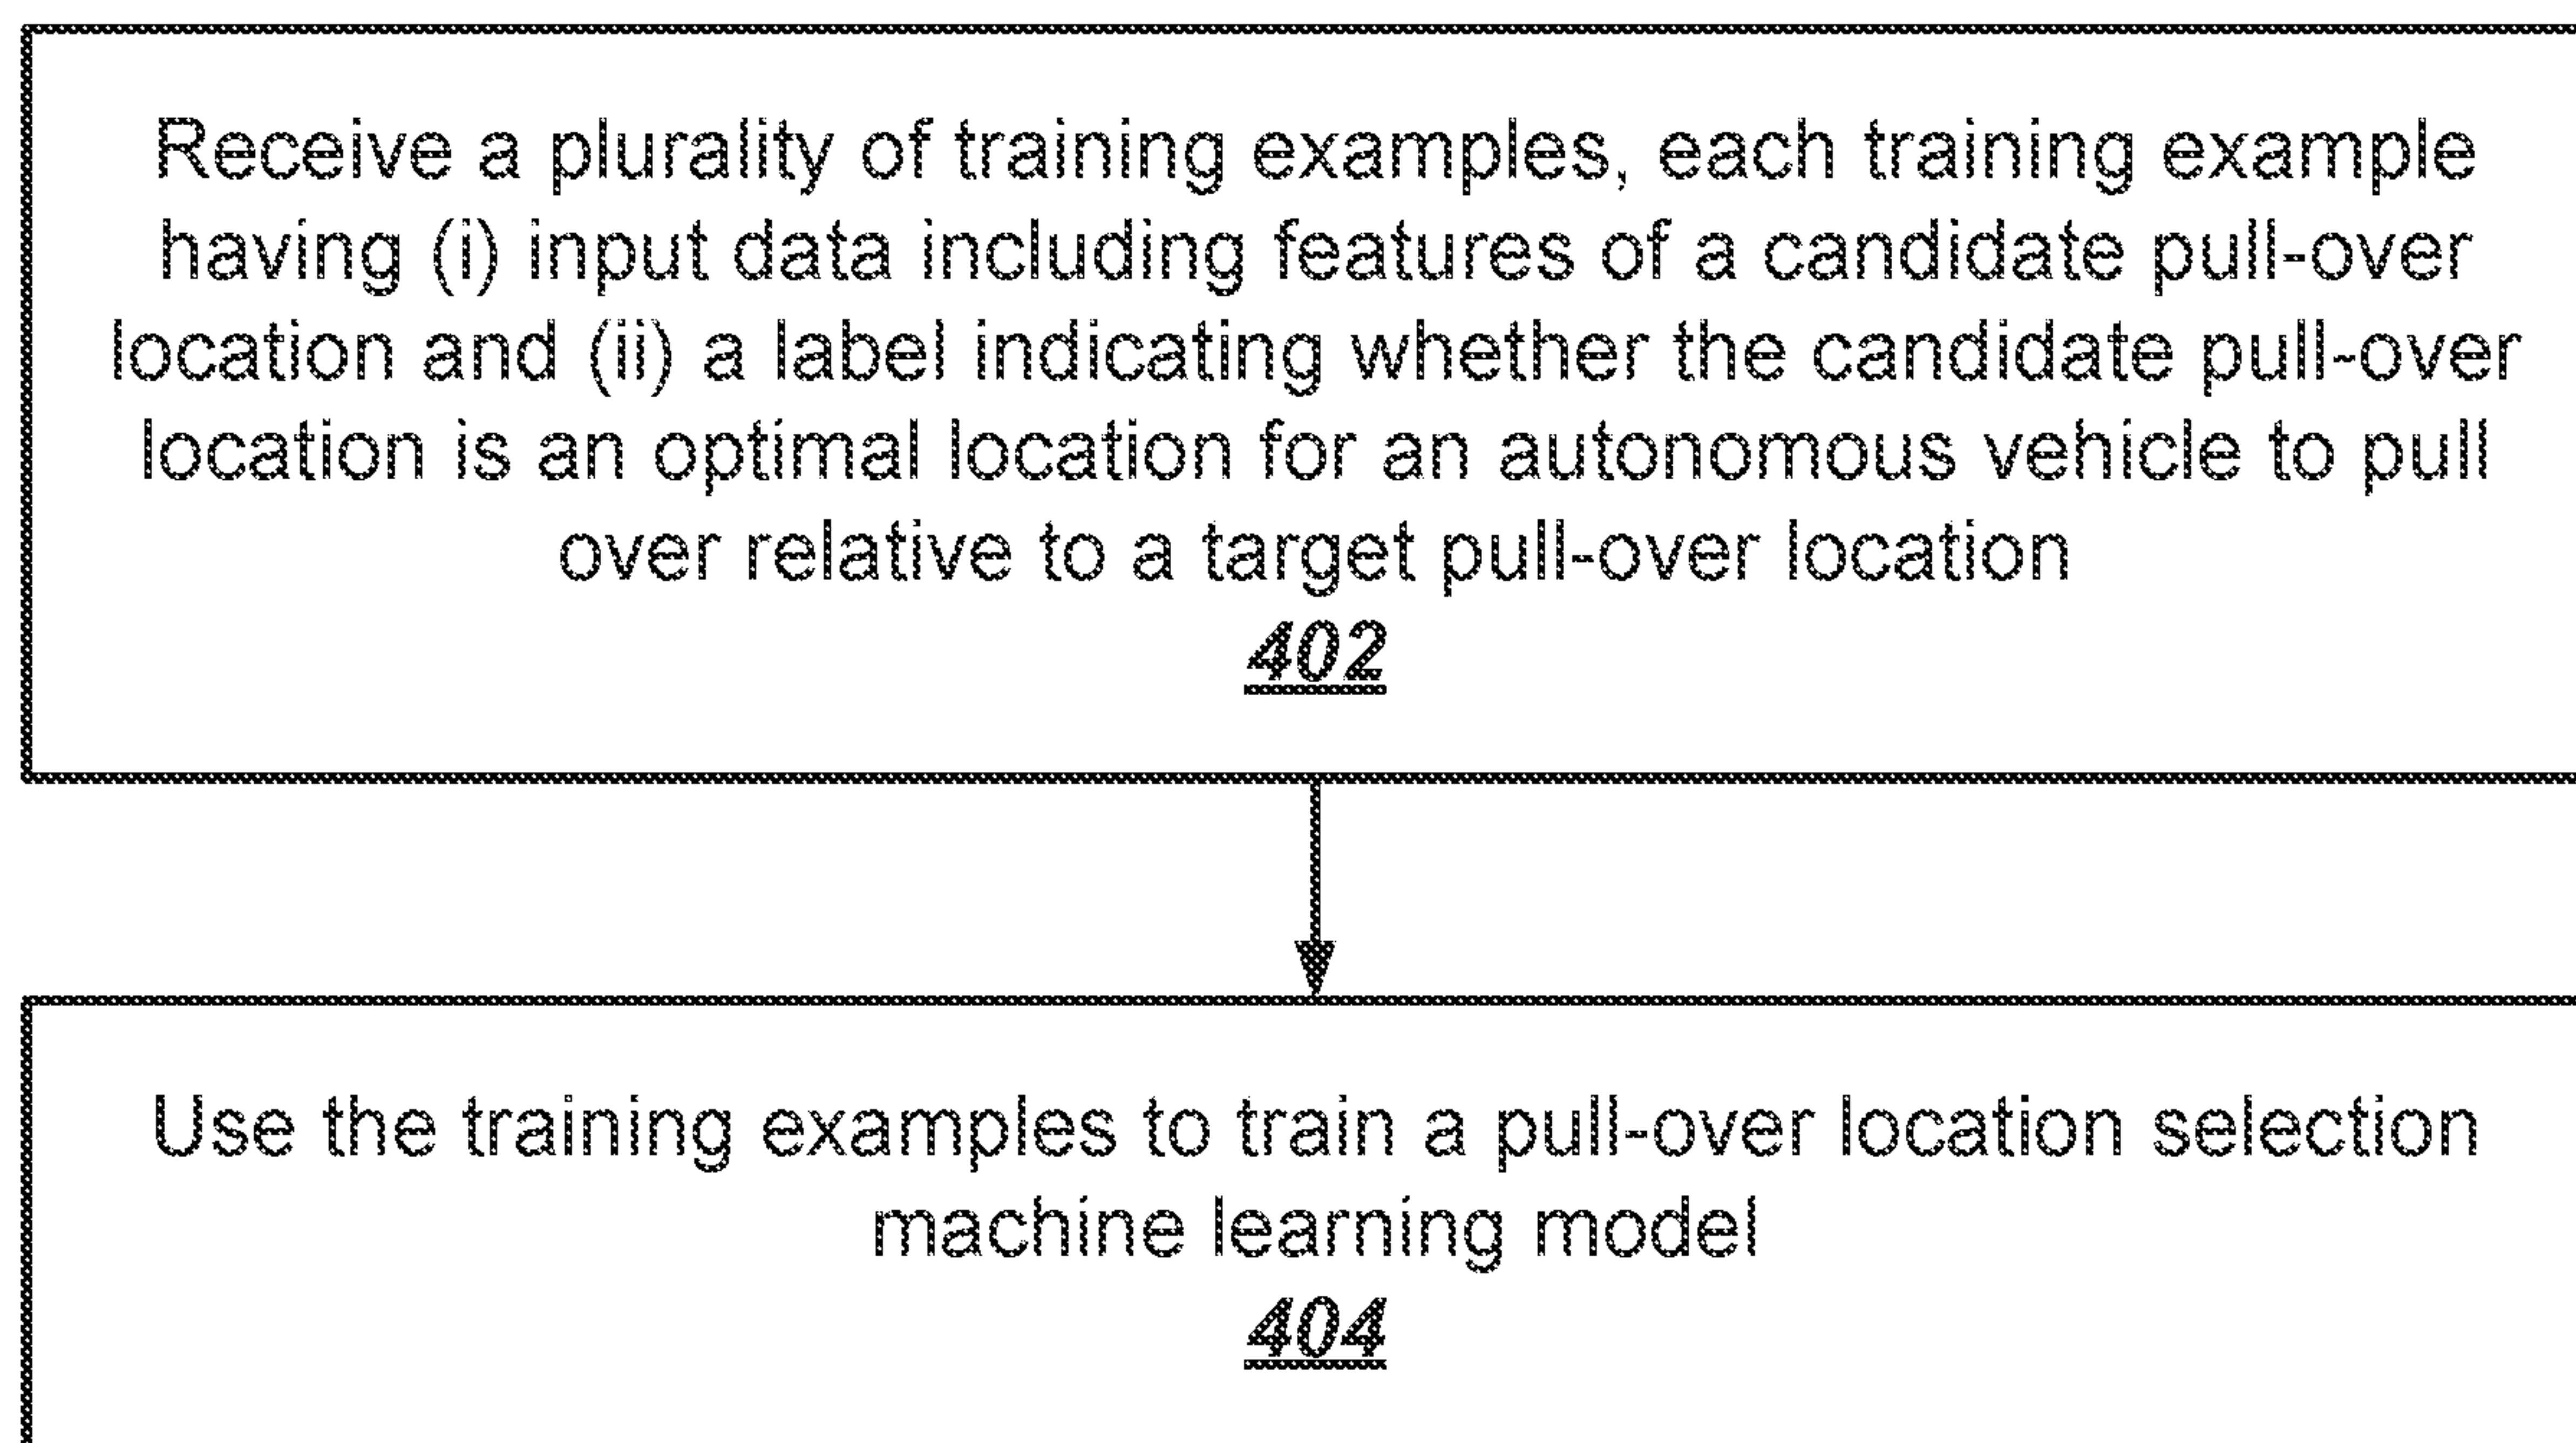 Receive a plurality of training examples, each training example
having (i) input data including features of a candidate pull-over
location and (ii) a label indicating whether the candidate pull-over
location is an optimal location for an autonomous vehicle to pull
over relative to a target pull-over location
402
Use the training examples to train a pull-over location selection
machine learning model
404